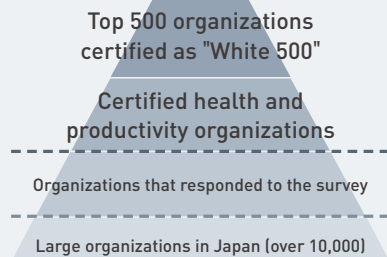 Top 500 organizations
certified as "White 500"
Certified health and
productivity organizations
Organizations that responded to the survey
Large organizations in Japan (over 10,000)